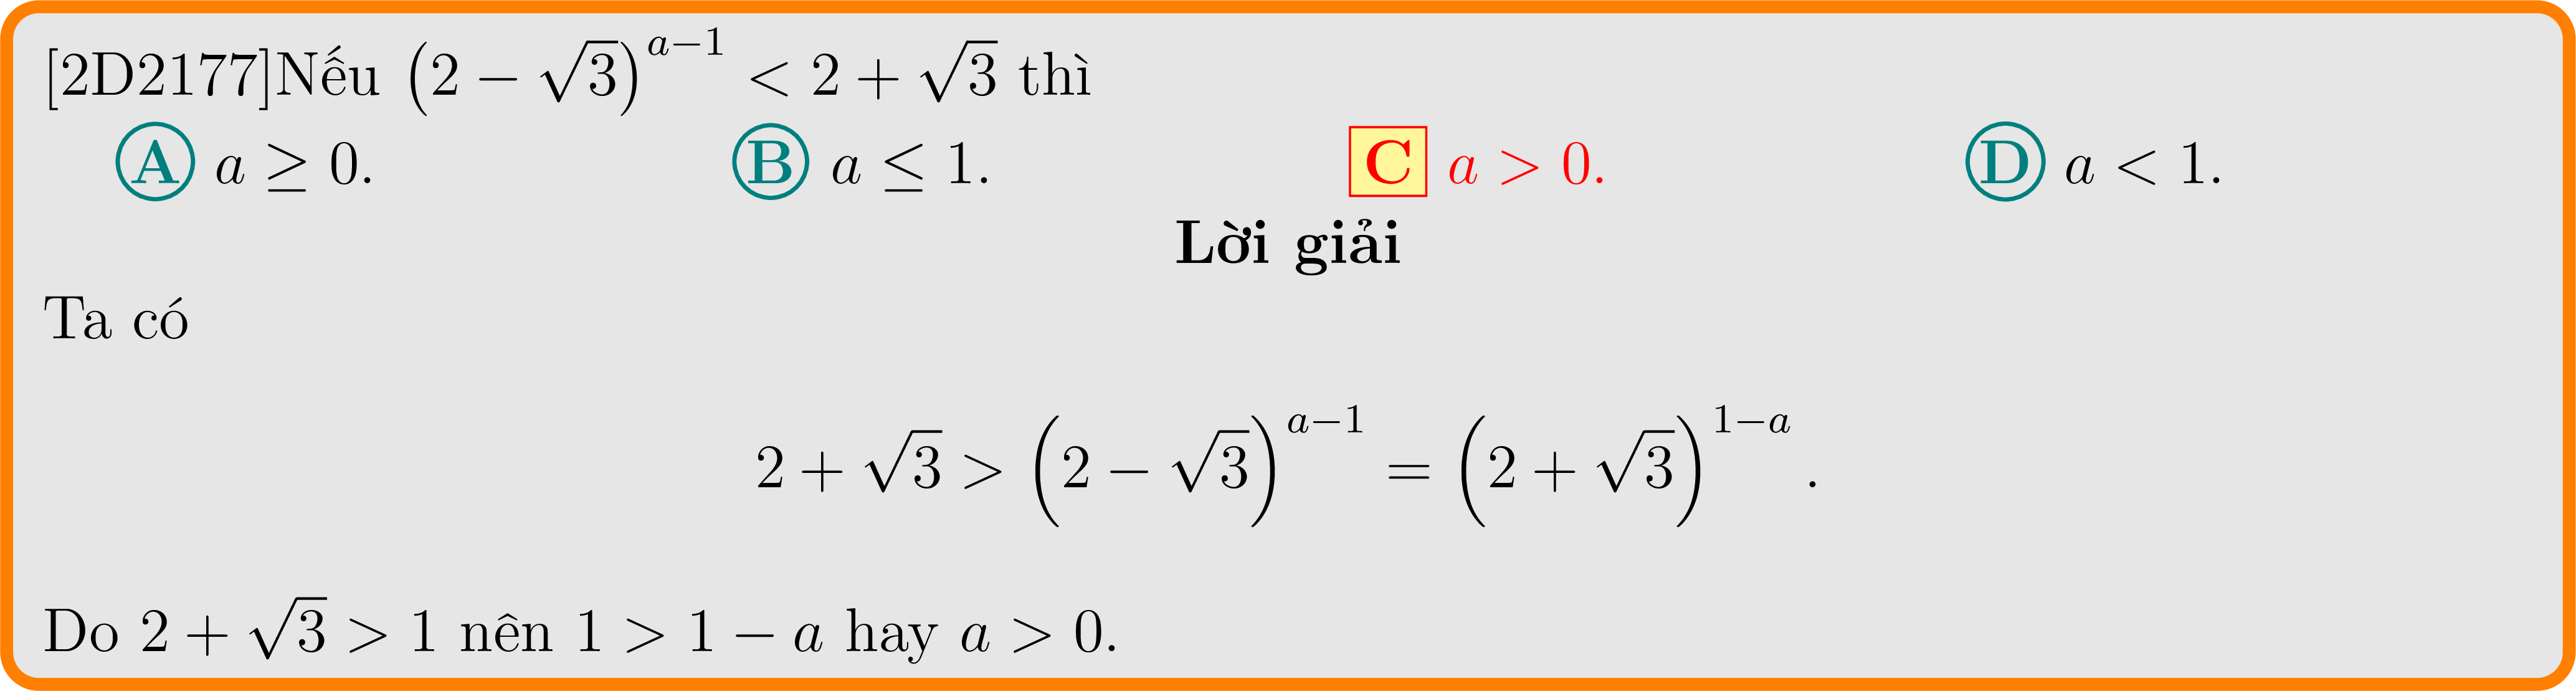 [2D2177]Nếu $\left(2-\sqrt{3}\right)^{a-1} < 2+\sqrt{3}$ thì
A $a \geq 0$. B $a \leq 1$. C $a > 0$. D $a < 1$.
Lời giải
Ta có
$2+\sqrt{3} > \left(2-\sqrt{3}\right)^{a-1} = \left(2+\sqrt{3}\right)^{1-a}.$
Do $2+\sqrt{3} > 1$ nên $1 > 1-a$ hay $a > 0$.